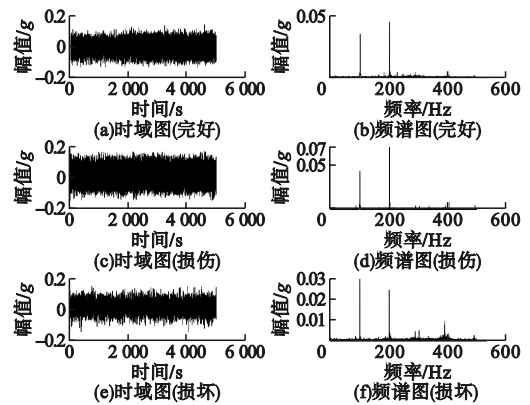 0.2
0
−0.2
幅值/g
0
2 000
4 000
6 000
时间/s
(a)时域图(完好)
0.05
幅值/g
0
200
400
600
频率/Hz
(b)频谱图(完好)
0.2
0
−0.2
幅值/g
0
2 000
4 000
6 000
时间/s
(c)时域图(损伤)
0.07
0.05
幅值/g
0
200
400
600
频率/Hz
(d)频谱图(损伤)
0.2
0
−0.2
幅值/g
0
2 000
4 000
6 000
时间/s
(e)时域图(损坏)
0.03
0.02
0.01
幅值/g
0
200
400
600
频率/Hz
(f)频谱图(损坏)